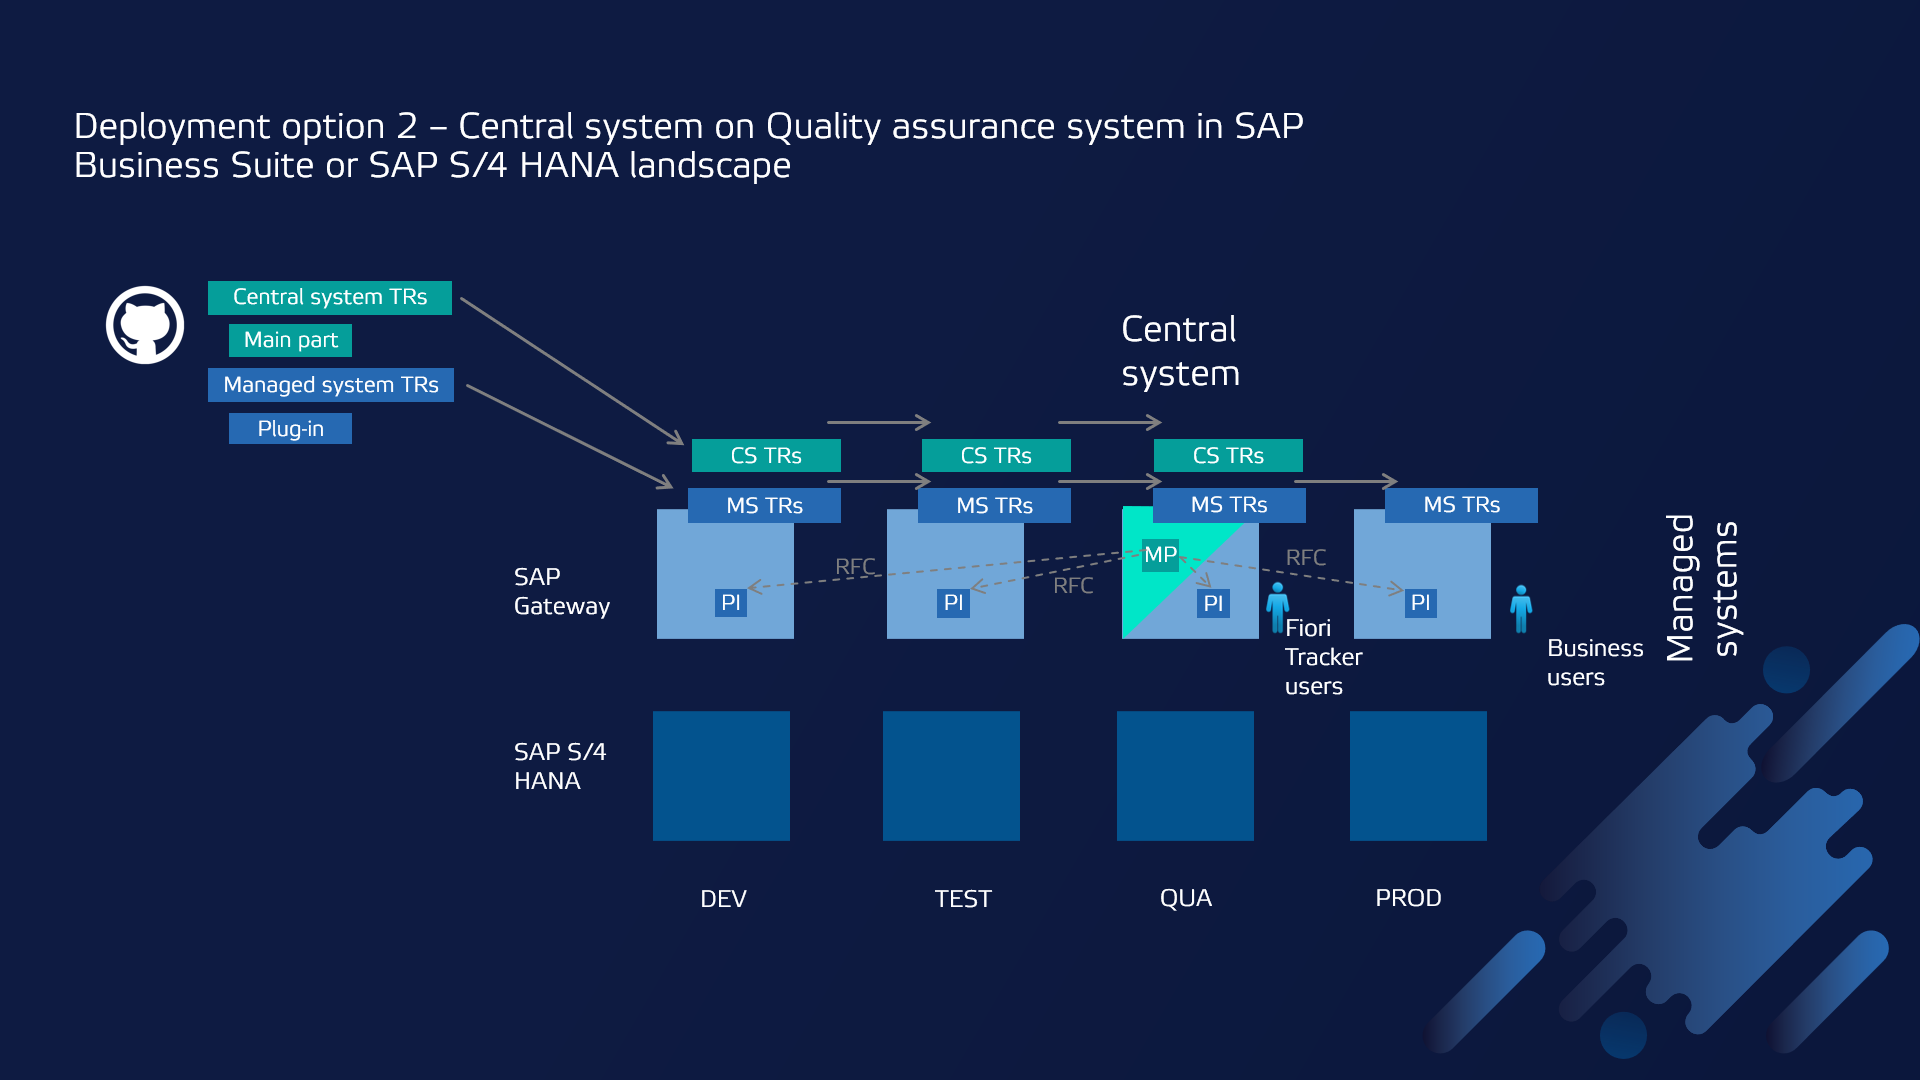 Deployment option 2 – Central system on Quality assurance system in SAP
Business Suite or SAP S/4 HANA landscape
Central system TRs
Main part
Managed system TRs
Plug-in
Central
system
CS TRs
CS TRs
CS TRs
MS TRs
MS TRs
MS TRs
MS TRs
SAP
Gateway
RFC
RFC
MP
RFC
PI
PI
PI
PI
Fiori
Tracker
users
Business
users
Managed
systems
SAP S/4
HANA
DEV
TEST
QUA
PROD